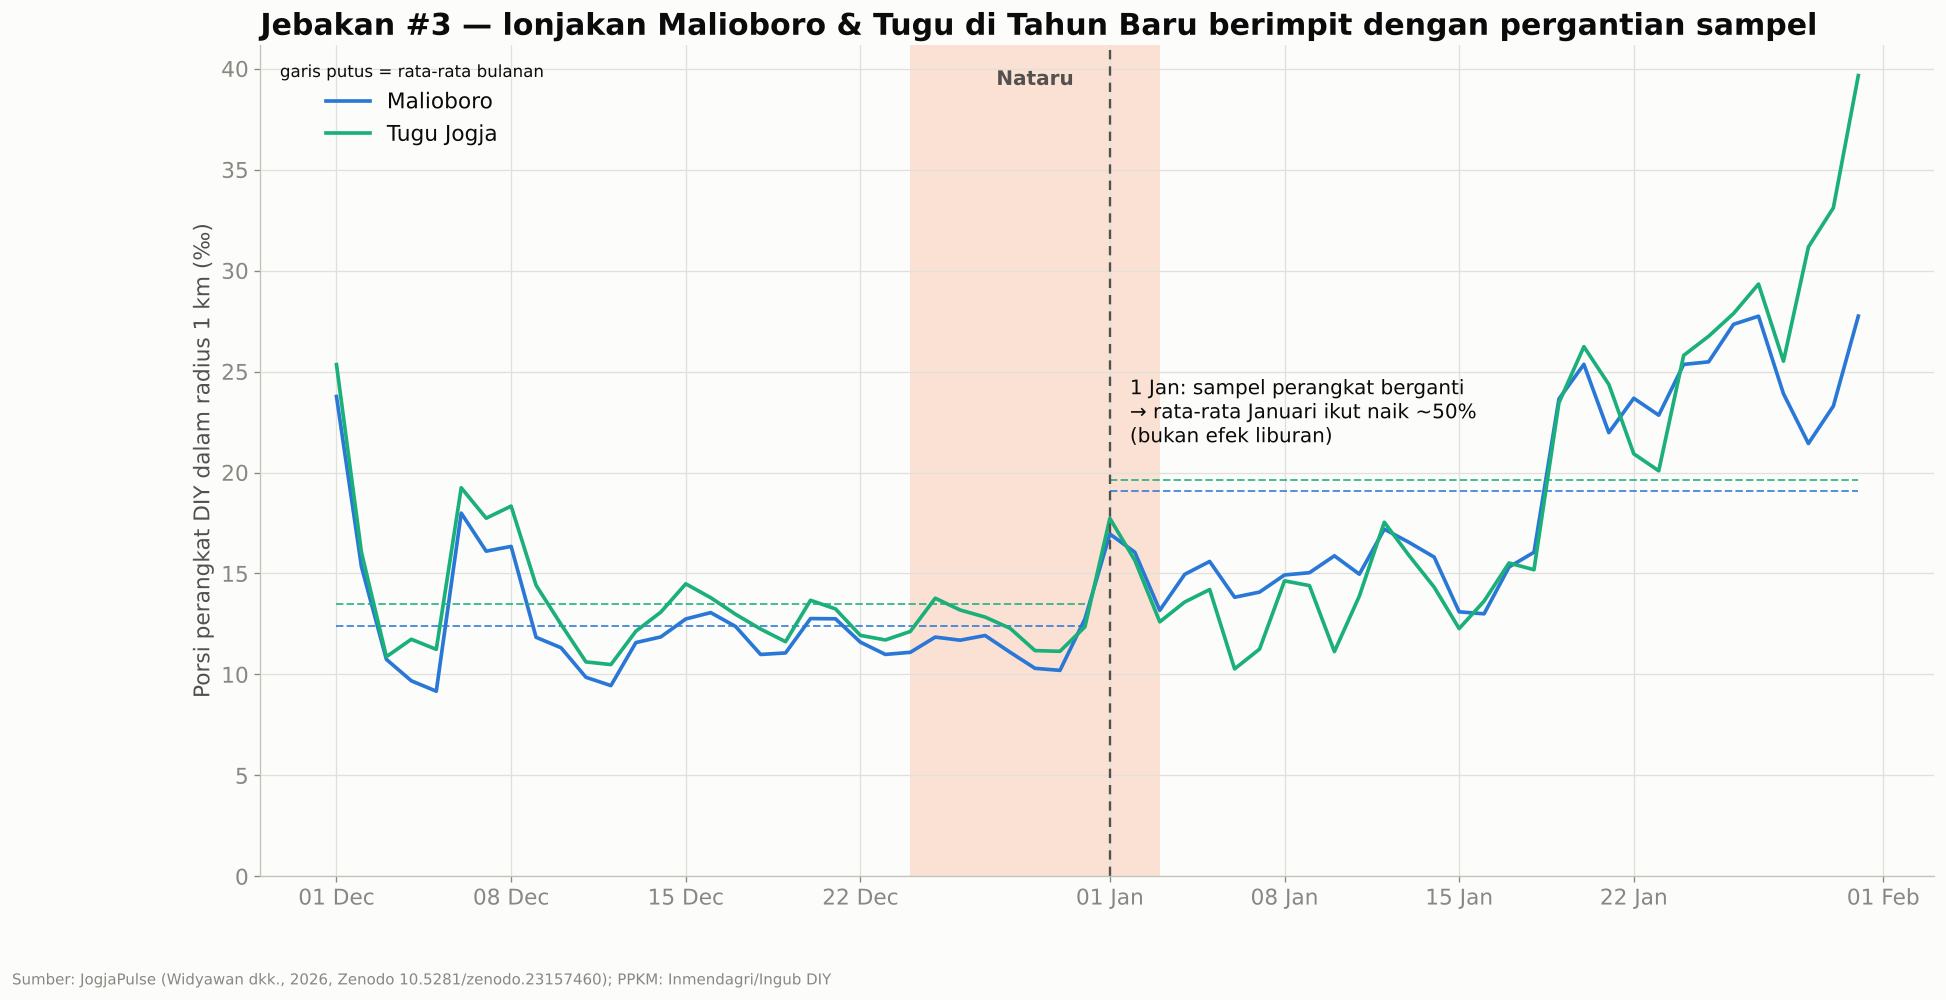 Jebakan #3 — lonjakan Malioboro & Tugu di Tahun Baru berimpit dengan pergantian sampel
garis putus = rata-rata bulanan
Malioboro
Tugu Jogja
Nataru
1 Jan: sampel perangkat berganti
→ rata-rata Januari ikut naik ~50%
(bukan efek liburan)
Porsi perangkat DIY dalam radius 1 km (‰)
40
35
30
25
20
15
10
5
0
01 Dec
08 Dec
15 Dec
22 Dec
01 Jan
08 Jan
15 Jan
22 Jan
01 Feb
Sumber: JogjaPulse (Widyawan dkk., 2026, Zenodo 10.5281/zenodo.23157460); PPKM: Inmendagri/Ingub DIY